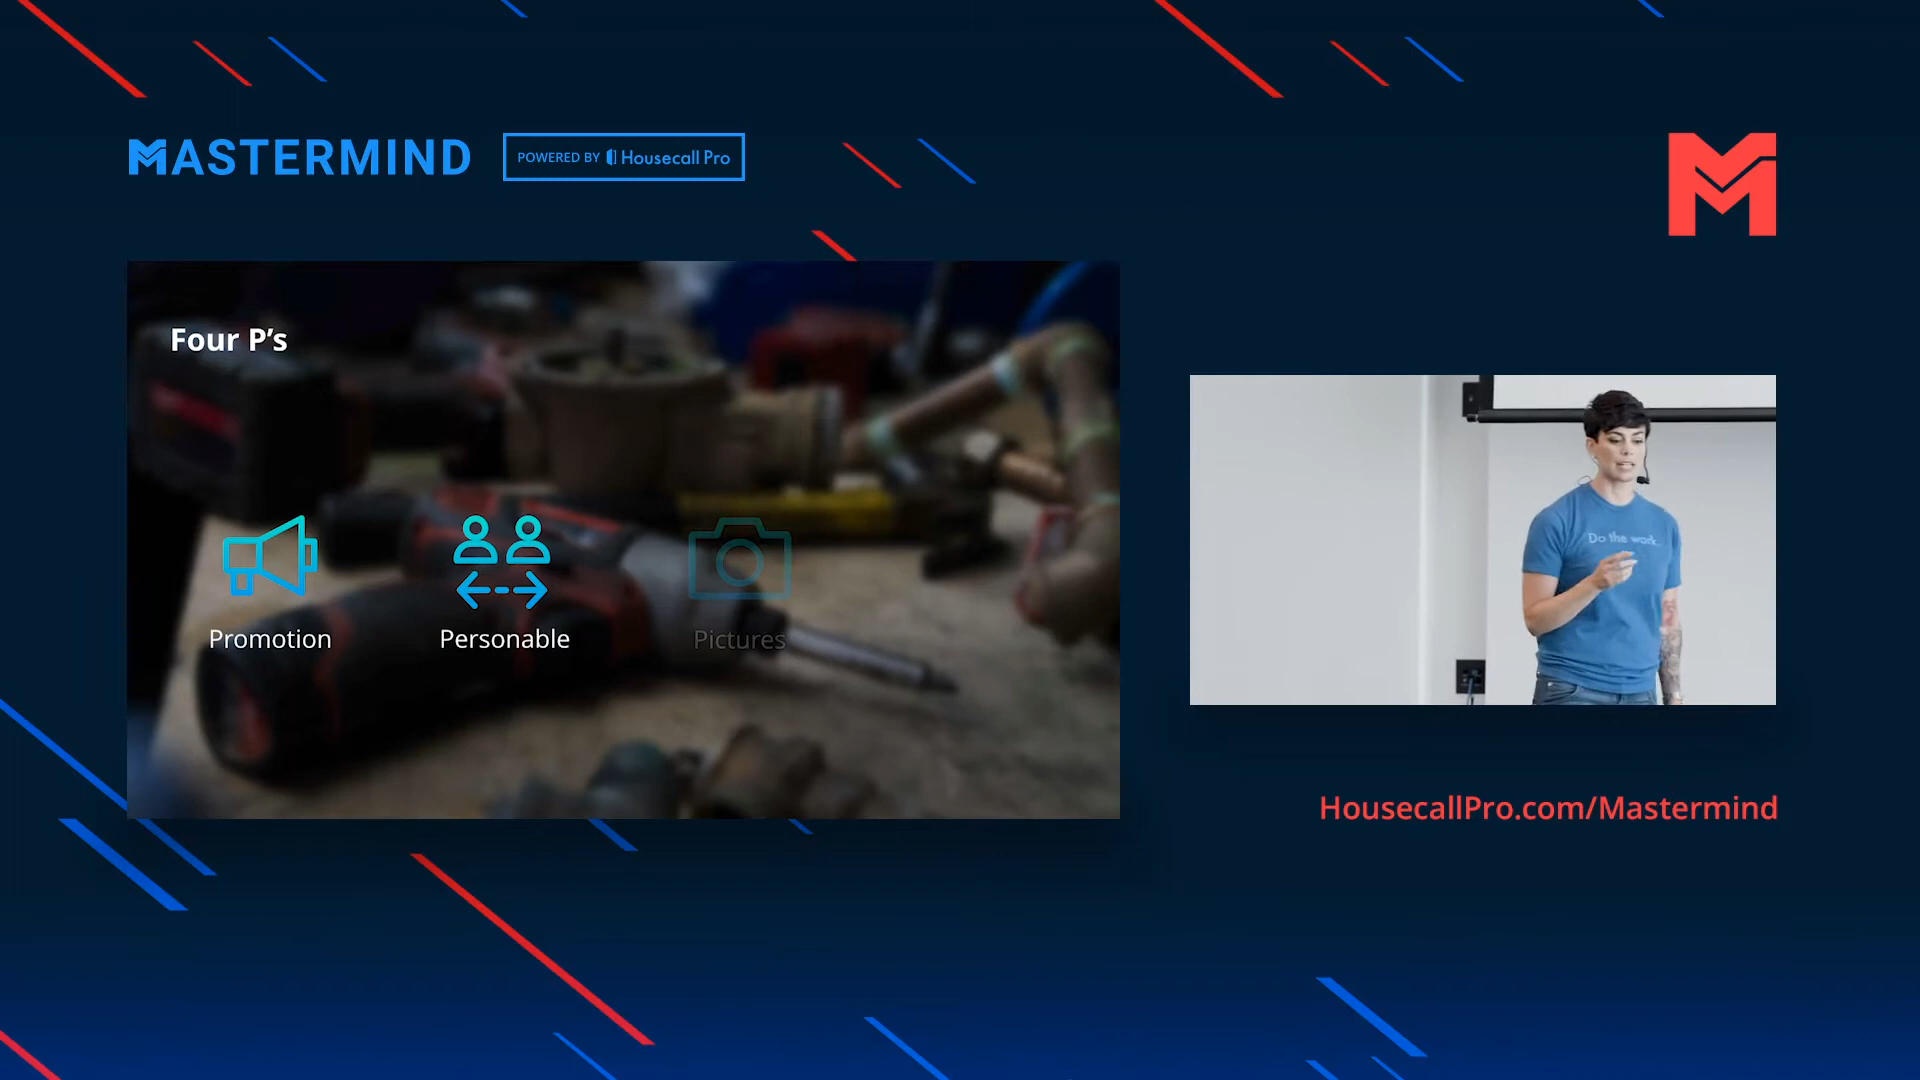 MASTERMIND
POWERED BY Housecall Pro
Four P’s
Promotion
Personable
Pictures
Do the work.
HousecallPro.com/Mastermind